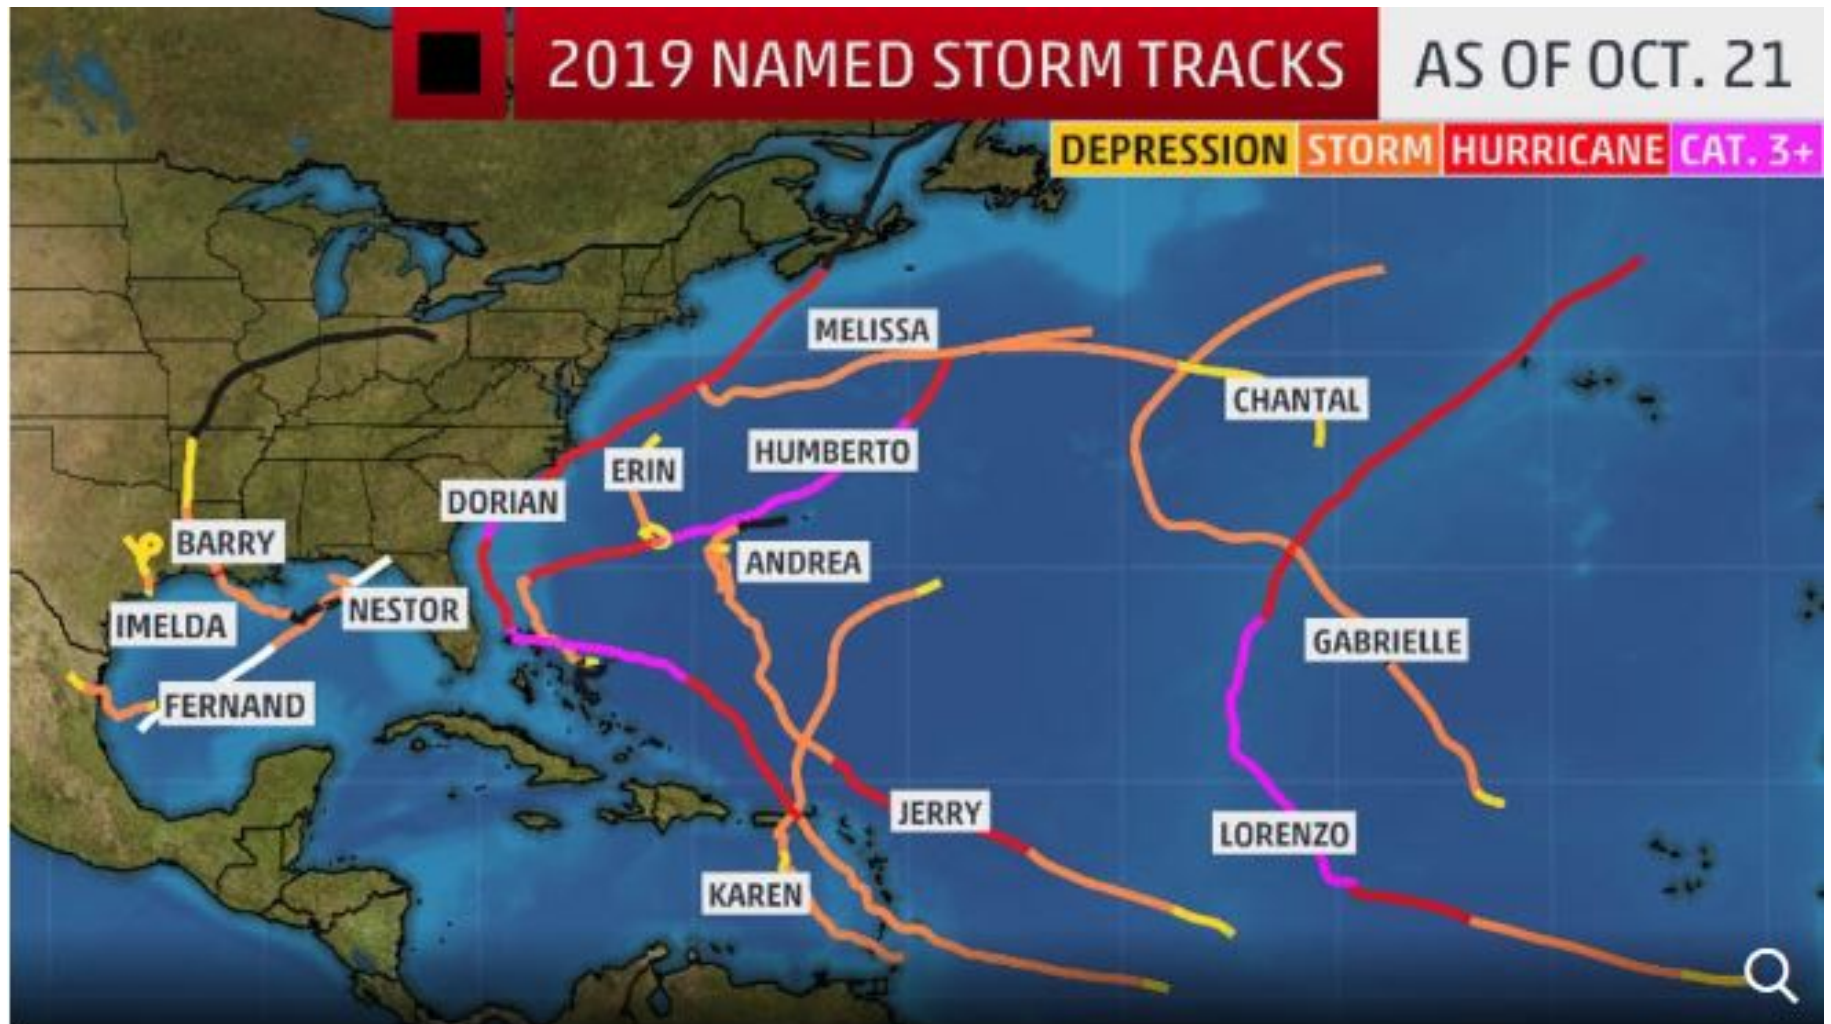 2019 NAMED STORM TRACKS
AS OF OCT. 21
DEPRESSION STORM HURRICANE CAT. 3+
MELISSA
CHANTAL
HUMBERTO
ERIN
DORIAN
BARRY
ANDREA
NESTOR
IMELDA
GABRIELLE
FERNAND
JERRY
LORENZO
KAREN